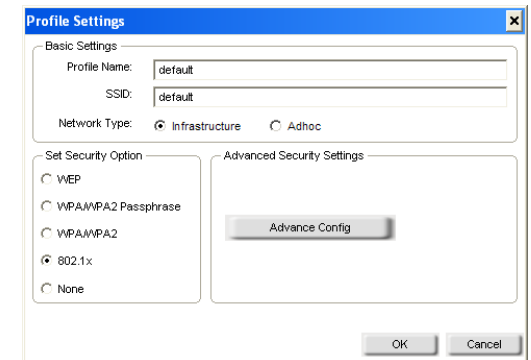 Profile Settings
Basic Settings
Profile Name: default
SSID: default
Network Type: Infrastructure Adhoc
Set Security Option
WEP
WPA/WPA2 Passphrase
WPA/WPA2
802.1x
None
Advanced Security Settings
Advance Config
OK Cancel